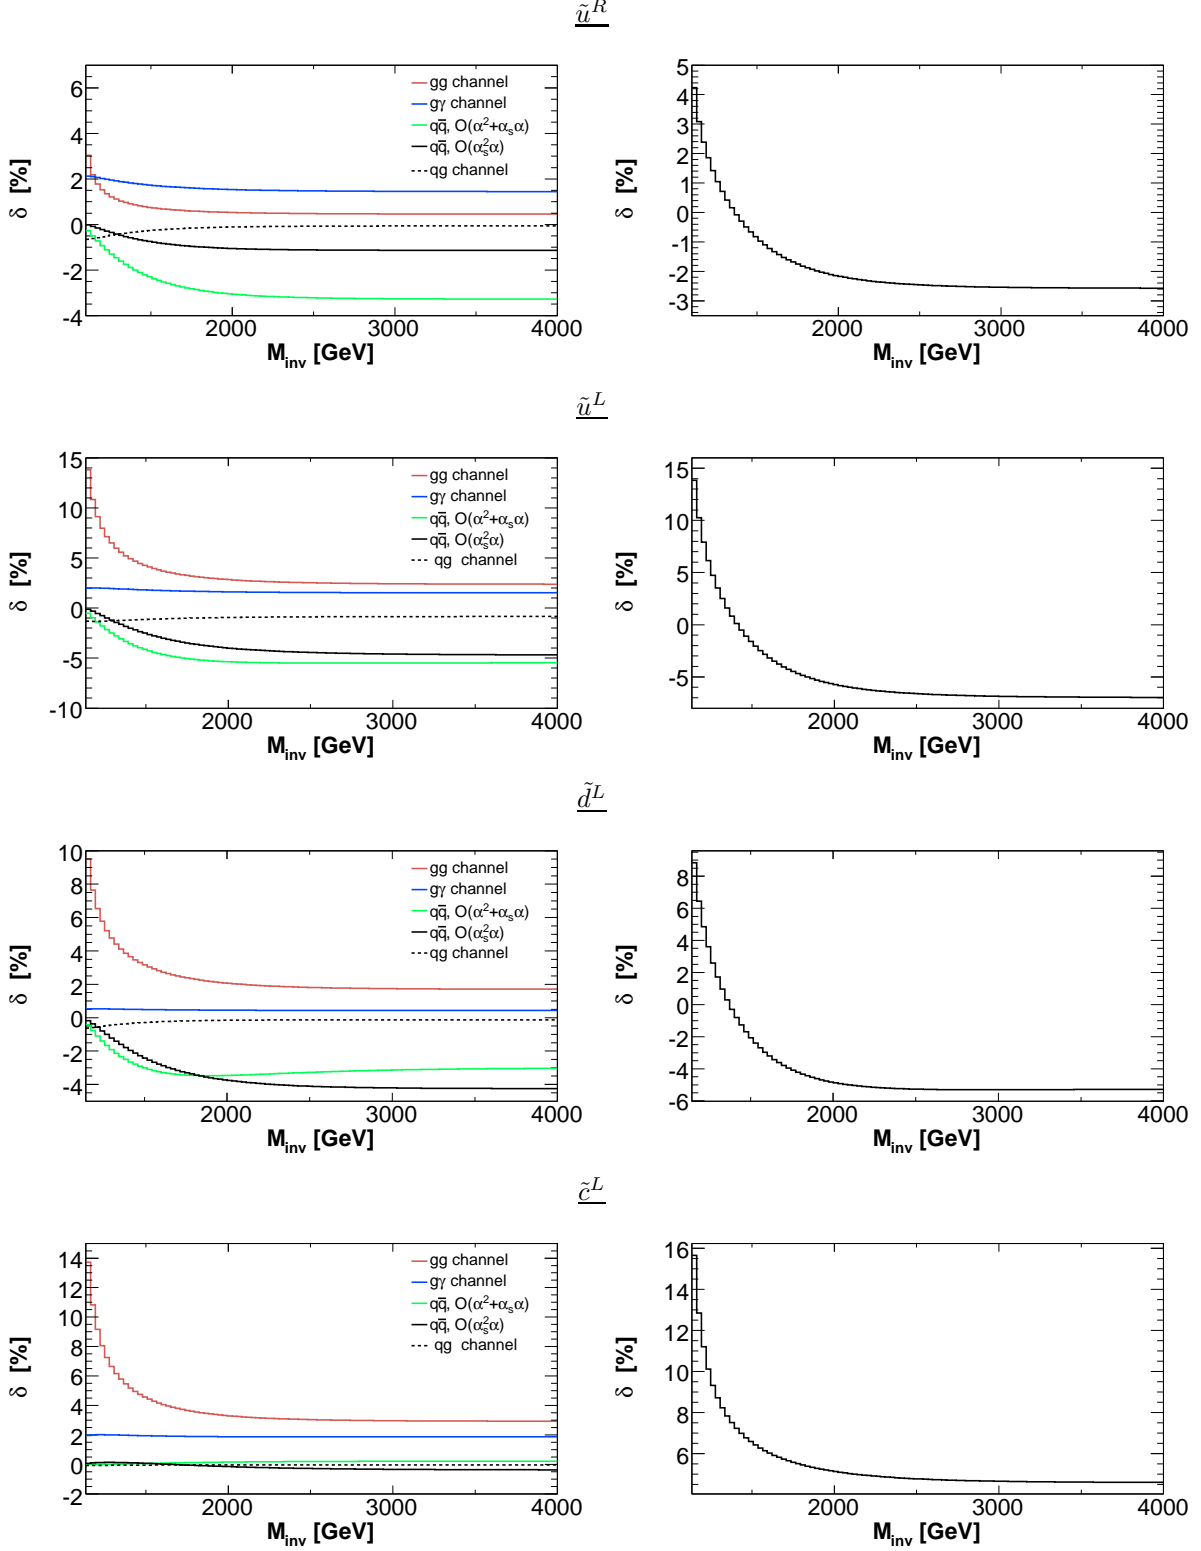 ũ^R
6
4
2
0
-2
-4
δ [%]
2000 3000 4000
M_inv [GeV]
gg channel
gγ channel
qq̄, O(α²+α_sα)
qq̄, O(α_s²α)
qg channel
5
4
3
2
1
0
-1
-2
-3
δ [%]
2000 3000 4000
M_inv [GeV]
ũ^L
15
10
5
0
-5
-10
δ [%]
2000 3000 4000
M_inv [GeV]
gg channel
gγ channel
qq̄, O(α²+α_sα)
qq̄, O(α_s²α)
qg channel
15
10
5
0
-5
δ [%]
2000 3000 4000
M_inv [GeV]
d̃^L
10
8
6
4
2
0
-2
-4
δ [%]
2000 3000 4000
M_inv [GeV]
gg channel
gγ channel
qq̄, O(α²+α_sα)
qq̄, O(α_s²α)
qg channel
8
6
4
2
0
-2
-4
-6
δ [%]
2000 3000 4000
M_inv [GeV]
c̃^L
14
12
10
8
6
4
2
0
-2
δ [%]
2000 3000 4000
M_inv [GeV]
gg channel
gγ channel
qq̄, O(α²+α_sα)
qq̄, O(α_s²α)
qg channel
16
14
12
10
8
6
δ [%]
2000 3000 4000
M_inv [GeV]